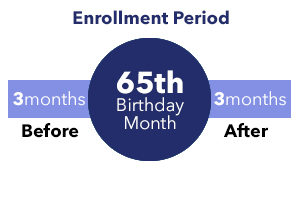 Enrollment Period
65th
Birthday
Month
3months
Before
3months
After